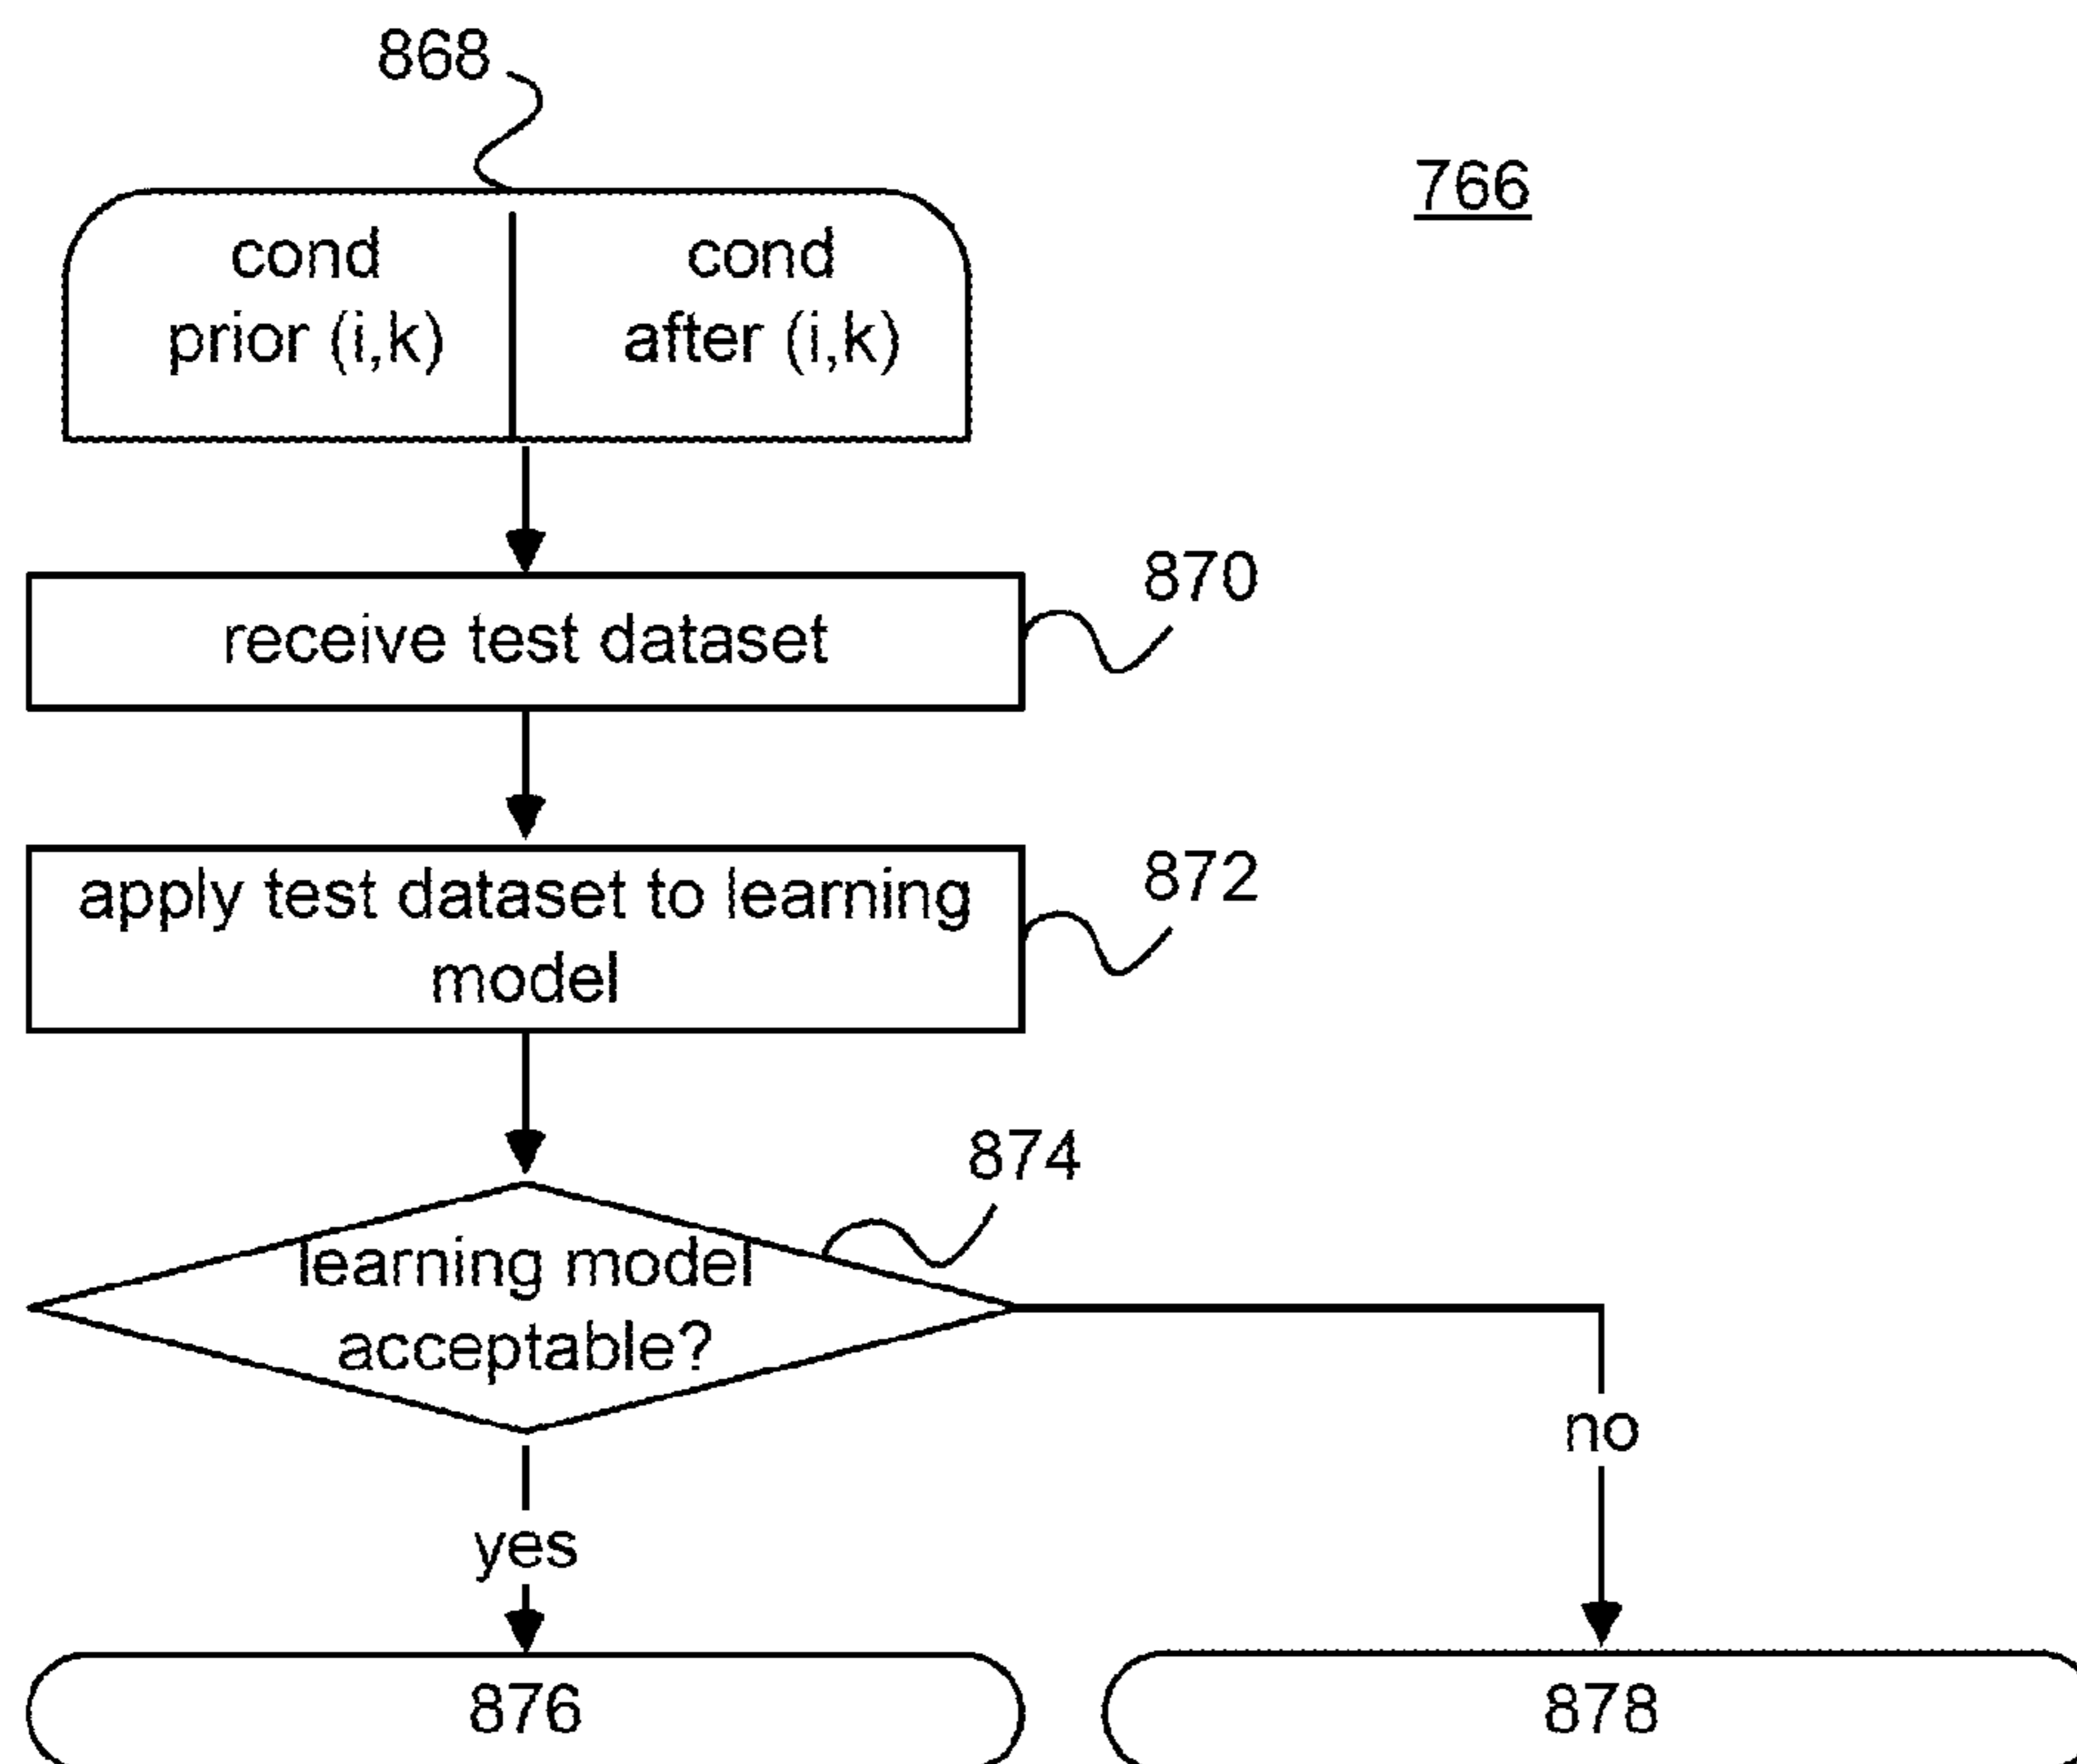 868
766
cond
prior (i,k)
cond
after (i,k)
receive test dataset
870
apply test dataset to learning
model
872
874
learning model
acceptable?
no
yes
876
878